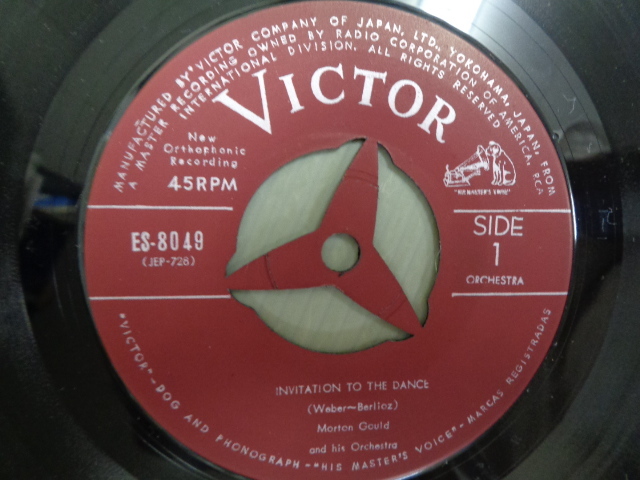 MANUFACTURED BY VICTOR COMPANY OF JAPAN, LTD., YOKOHAMA, JAPAN, FROM
A MASTER RECORDING OWNED BY RADIO CORPORATION OF AMERICA, RCA
INTERNATIONAL DIVISION. ALL RIGHTS RESERVED
VICTOR
New
Orthophonic
Recording
45RPM
"HIS MASTER'S VOICE"
ES-8049
(JEP-728)
SIDE
1
ORCHESTRA
INVITATION TO THE DANCE
(Weber~Berlioz)
Morton Gould
and his Orchestra
"VICTOR"—DOG AND PHONOGRAPH—"HIS MASTER'S VOICE"—MARCAS REGISTRADAS